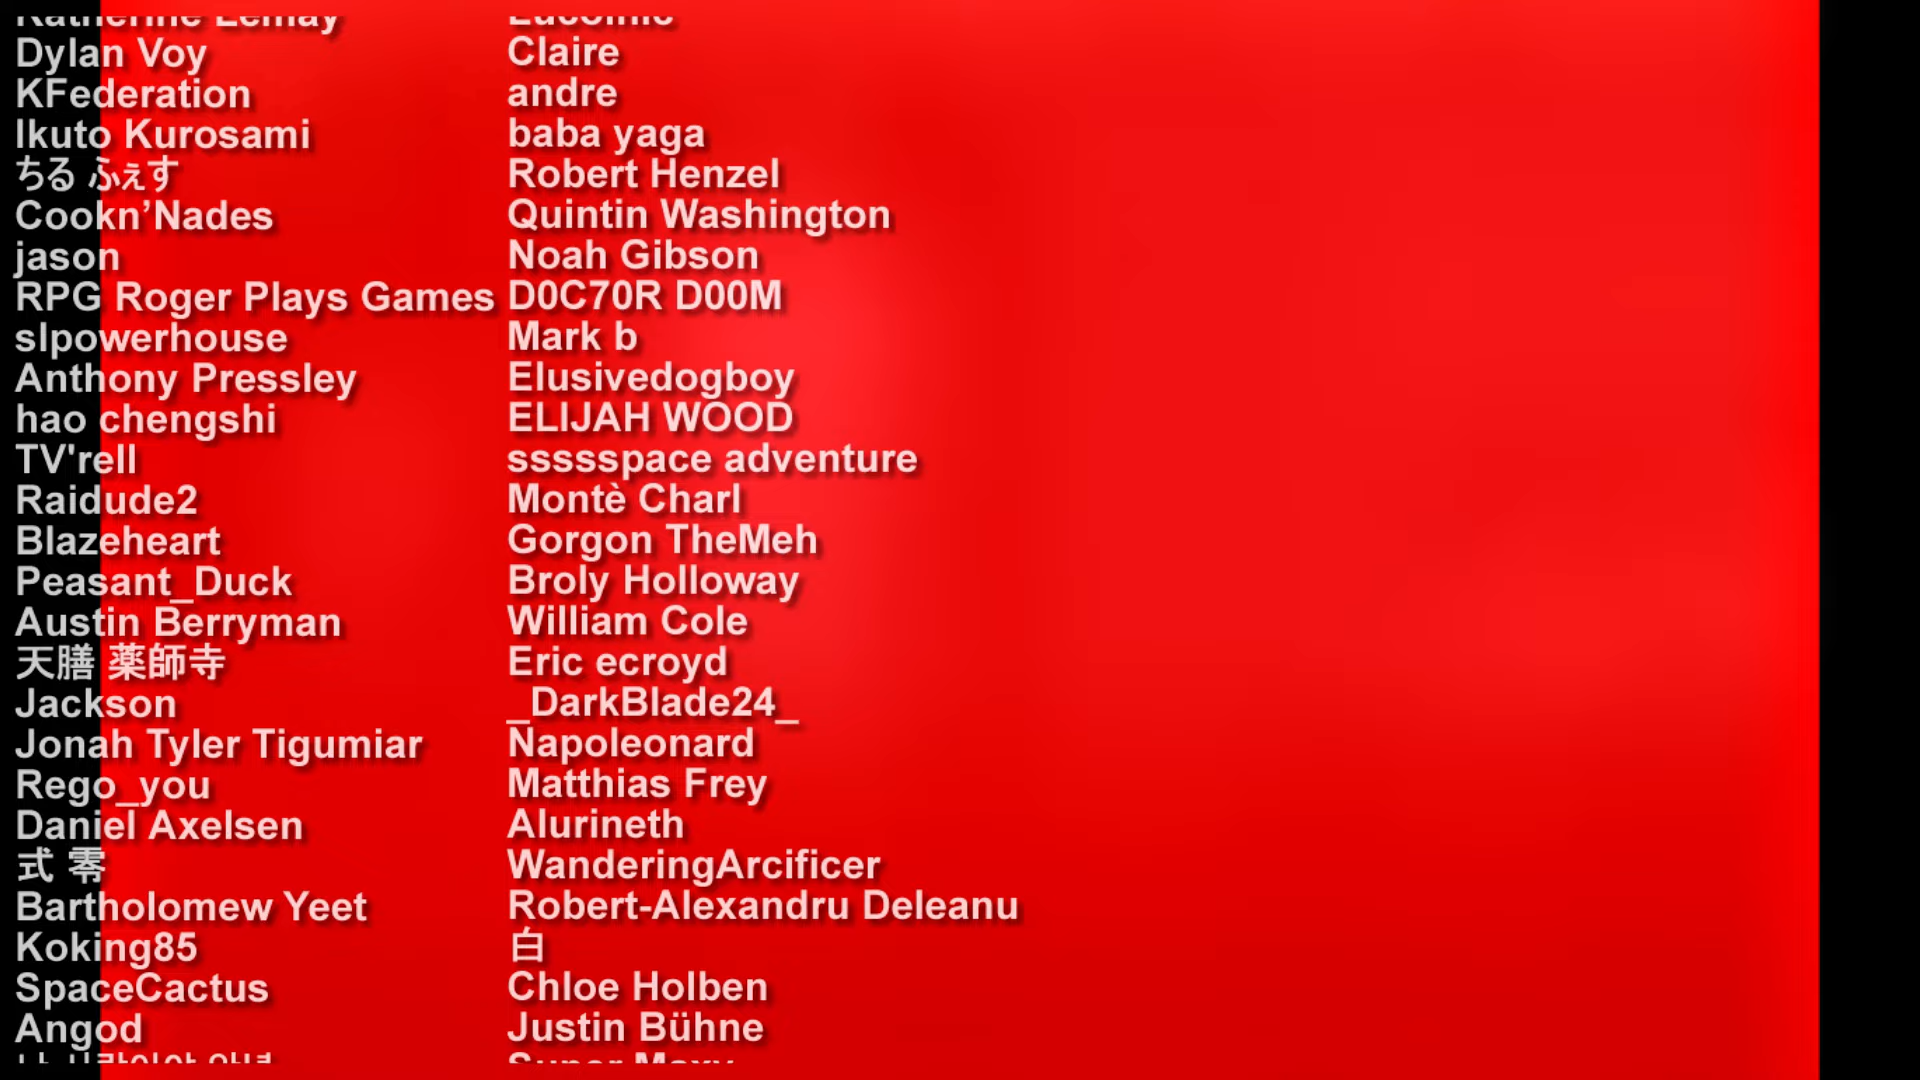 Katherine Lemay
Dylan Voy
KFederation
Ikuto Kurosami
ちる ふぇす
Cookn’Nades
jason
RPG Roger Plays Games
slpowerhouse
Anthony Pressley
hao chengshi
TV'rell
Raidude2
Blazeheart
Peasant_Duck
Austin Berryman
天膳 薬師寺
Jackson
Jonah Tyler Tigumiar
Rego_you
Daniel Axelsen
式 零
Bartholomew Yeet
Koking85
SpaceCactus
Angod
Claire
andre
baba yaga
Robert Henzel
Quintin Washington
Noah Gibson
D0C70R D00M
Mark b
Elusivedogboy
ELIJAH WOOD
ssssspace adventure
Montè Charl
Gorgon TheMeh
Broly Holloway
William Cole
Eric ecroyd
_DarkBlade24_
Napoleonard
Matthias Frey
Alurineth
WanderingArcificer
Robert-Alexandru Deleanu
白
Chloe Holben
Justin Bühne
Super Maxy